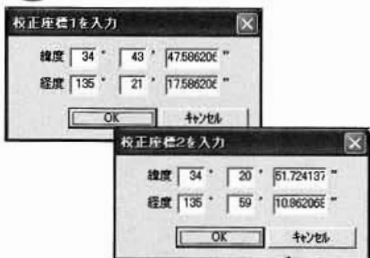 校正座標1を入力
緯度 34 ° 43 ' 47.586206 "
経度 135 ° 21 ' 17.586206 "
OK キャンセル
校正座標2を入力
緯度 34 ° 20 ' 51.724137 "
経度 135 ° 59 ' 10.862068 "
OK キャンセル